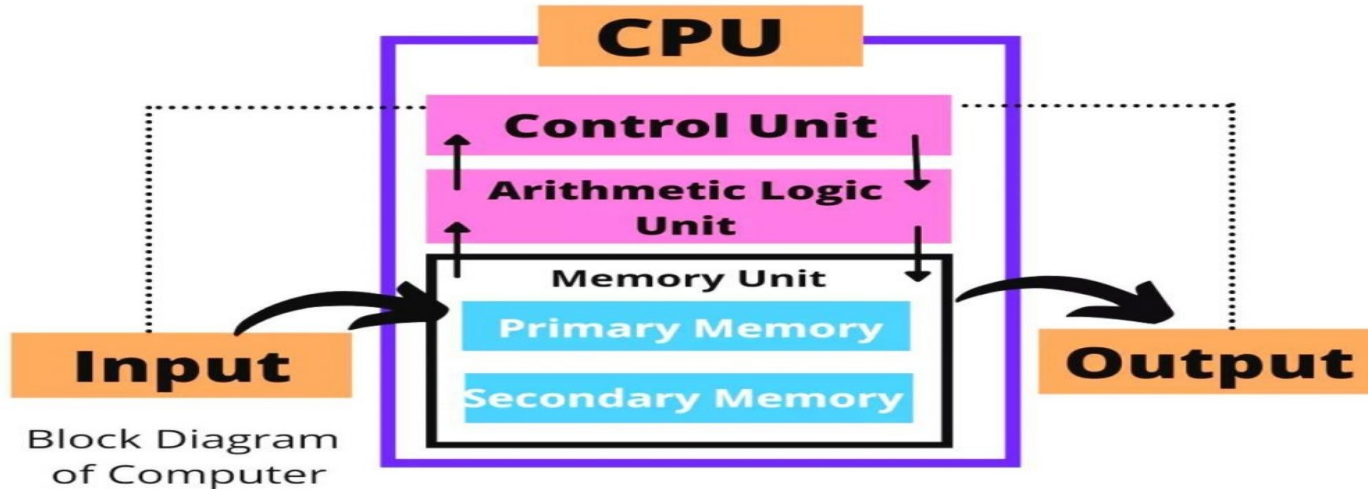 CPU
Control Unit
Arithmetic Logic
Unit
Memory Unit
Primary Memory
Secondary Memory
Input
Output
Block Diagram
of Computer